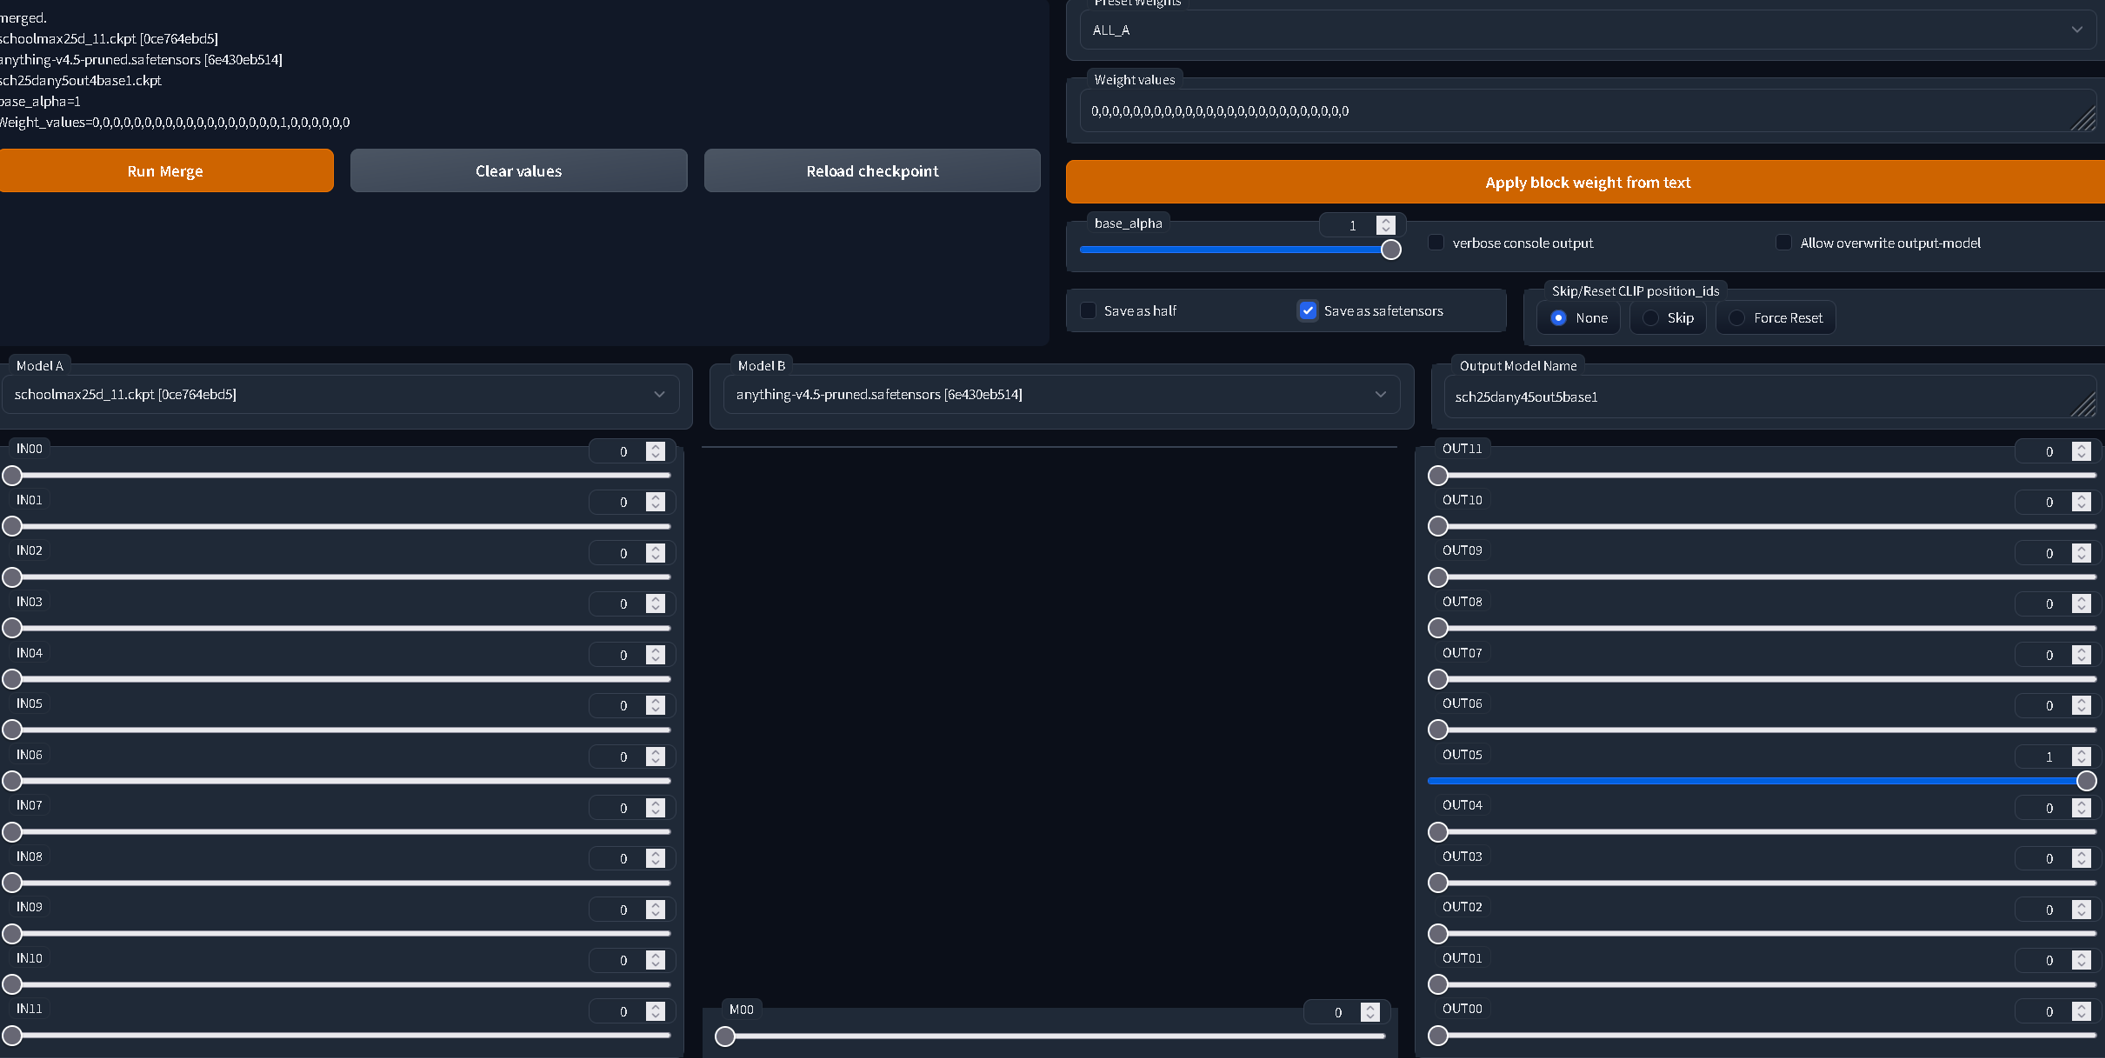 merged.
schoolmax25d_11.ckpt [0ce764ebd5]
anything-v4.5-pruned.safetensors [6e430eb514]
sch25dany5out4base1.ckpt
base_alpha=1
Weight_values=0,0,0,0,0,0,0,0,0,0,0,0,0,0,0,0,0,0,1,0,0,0,0,0,0
Run Merge
Clear values
Reload checkpoint
Preset Weights
ALL_A
Weight values
0,0,0,0,0,0,0,0,0,0,0,0,0,0,0,0,0,0,0,0,0,0,0,0,0
Apply block weight from text
base_alpha
1
verbose console output
Allow overwrite output-model
Save as half
Save as safetensors
Skip/Reset CLIP position_ids
None
Skip
Force Reset
Model A
schoolmax25d_11.ckpt [0ce764ebd5]
Model B
anything-v4.5-pruned.safetensors [6e430eb514]
Output Model Name
sch25dany45out5base1
IN00
0
IN01
0
IN02
0
IN03
0
IN04
0
IN05
0
IN06
0
IN07
0
IN08
0
IN09
0
IN10
0
IN11
0
M00
0
OUT11
0
OUT10
0
OUT09
0
OUT08
0
OUT07
0
OUT06
0
OUT05
1
OUT04
0
OUT03
0
OUT02
0
OUT01
0
OUT00
0